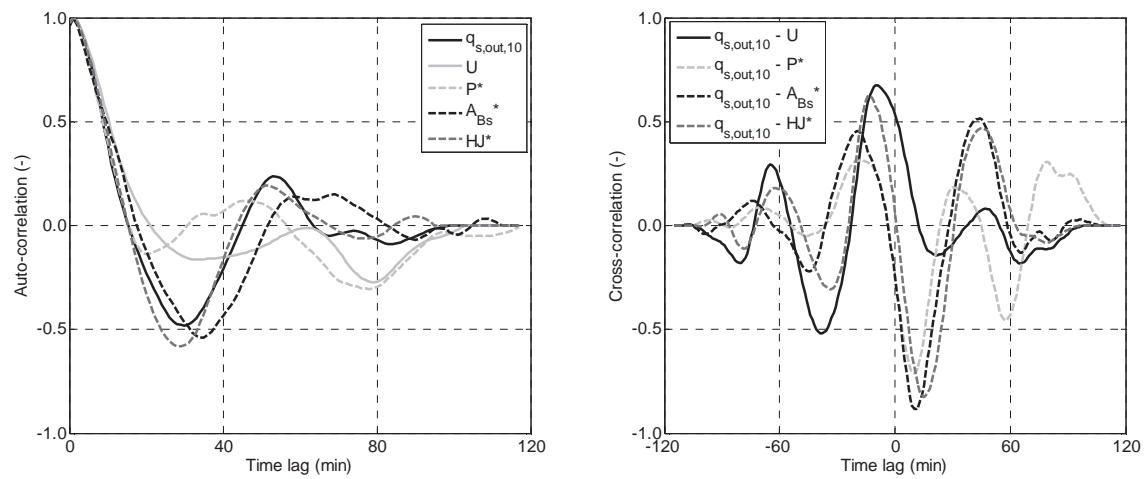 1.0
0.5
0.0
-0.5
-1.0
Auto-correlation (-)
0
40
80
120
Time lag (min)
q_s,out,10
U
P*
A_Bs*
HJ*
1.0
0.5
0.0
-0.5
-1.0
Cross-correlation (-)
-120
-60
0
60
120
Time lag (min)
q_s,out,10 - U
q_s,out,10 - P*
q_s,out,10 - A_Bs*
q_s,out,10 - HJ*